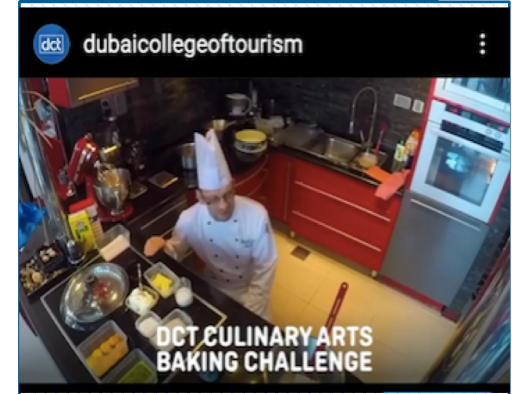 dct
dubaicollegeoftourism
DCT CULINARY ARTS
BAKING CHALLENGE